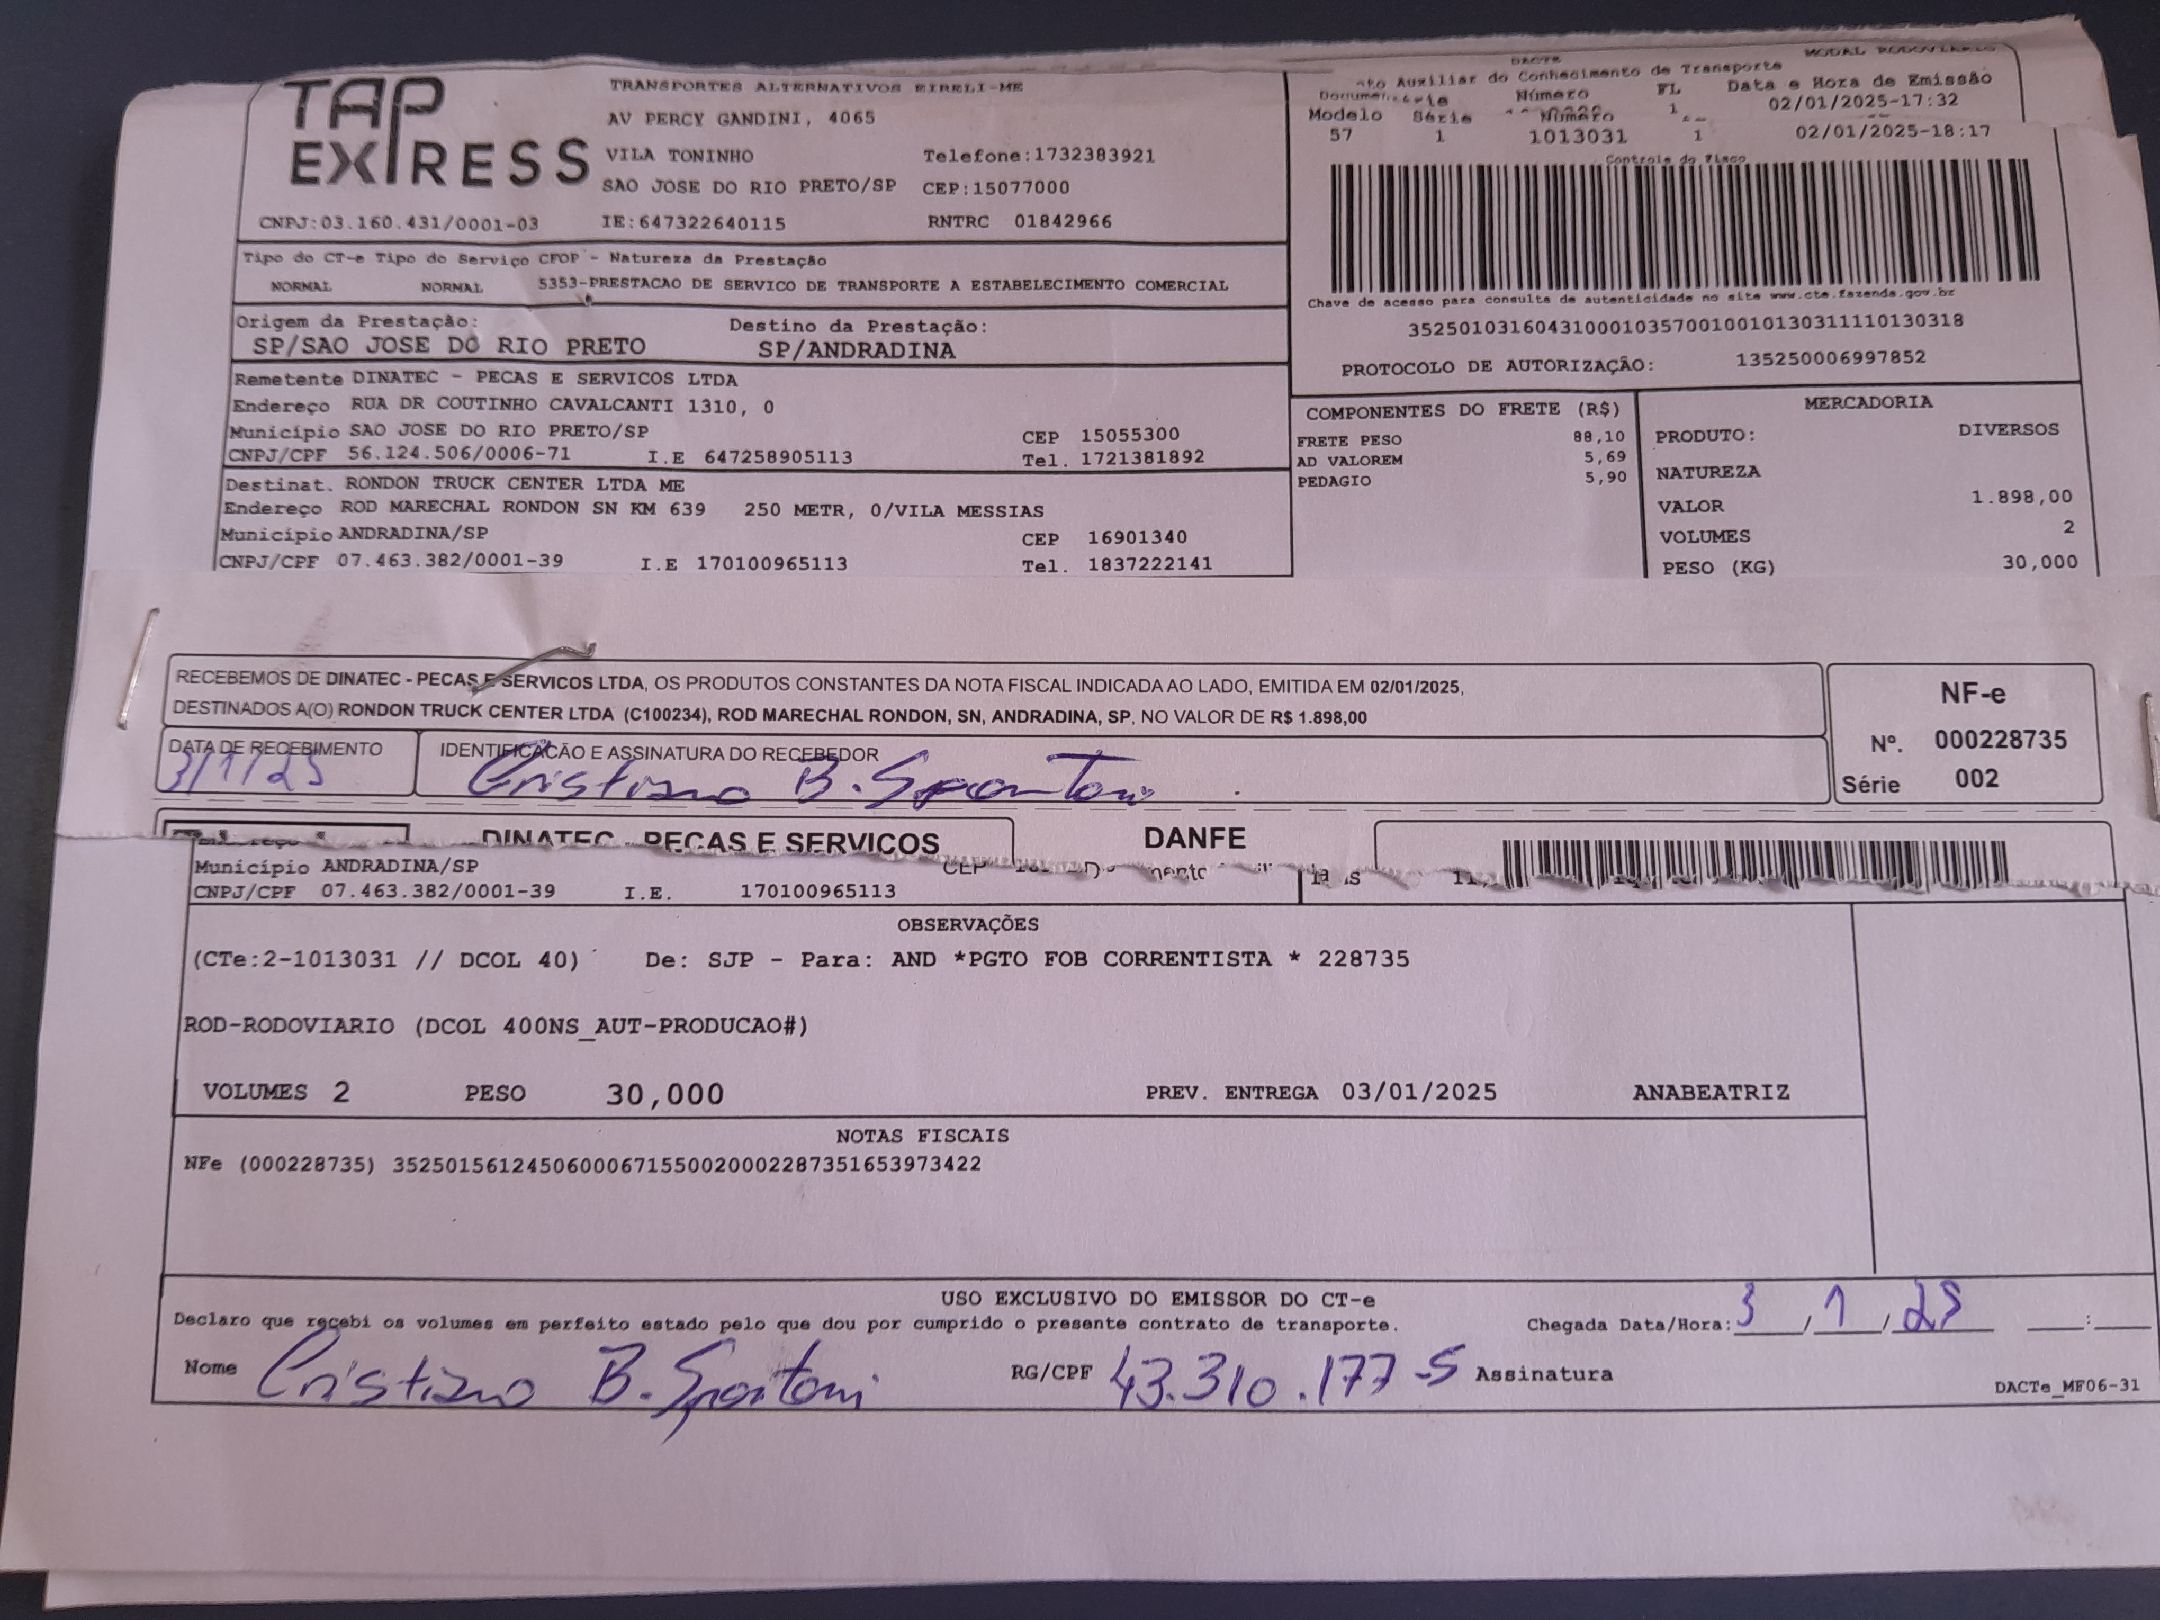 TAP EXPRESS
TRANSPORTES ALTERNATIVOS EIRELI-ME
AV PERCY GANDINI, 4065
VILA TONINHO Telefone:1732383921
SAO JOSE DO RIO PRETO/SP CEP:15077000
CNPJ:03.160.431/0001-03 IE:647322640115 RNTRC 01842966
MODAL RODOVIARIO
DACTE
Auxiliar do Conhecimento de Transporte
Número FL Data e Hora de Emissão
1 02/01/2025-17:32
Modelo Série Número
57 1 1013031 1 02/01/2025-18:17
Controle do Fisco
Chave de acesso para consulta de autenticidade no site www.cte.fazenda.gov.br
35250103160431000103570010010130311110130318
PROTOCOLO DE AUTORIZAÇÃO: 135250006997852
Tipo do CT-e Tipo do Serviço CFOP - Natureza da Prestação
NORMAL NORMAL 5353-PRESTACAO DE SERVICO DE TRANSPORTE A ESTABELECIMENTO COMERCIAL
Origem da Prestação: Destino da Prestação:
SP/SAO JOSE DO RIO PRETO SP/ANDRADINA
Remetente DINATEC - PECAS E SERVICOS LTDA
Endereço RUA DR COUTINHO CAVALCANTI 1310, 0
Município SAO JOSE DO RIO PRETO/SP CEP 15055300
CNPJ/CPF 56.124.506/0006-71 I.E 647258905113 Tel. 1721381892
Destinat. RONDON TRUCK CENTER LTDA ME
Endereço ROD MARECHAL RONDON SN KM 639 250 METR, 0/VILA MESSIAS
Município ANDRADINA/SP CEP 16901340
CNPJ/CPF 07.463.382/0001-39 I.E 170100965113 Tel. 1837222141
COMPONENTES DO FRETE (R$)
FRETE PESO 88,10
AD VALOREM 5,69
PEDAGIO 5,90
MERCADORIA
PRODUTO: DIVERSOS
NATUREZA
VALOR 1.898,00
VOLUMES 2
PESO (KG) 30,000
RECEBEMOS DE DINATEC - PECAS E SERVICOS LTDA, OS PRODUTOS CONSTANTES DA NOTA FISCAL INDICADA AO LADO, EMITIDA EM 02/01/2025,
DESTINADOS A(O) RONDON TRUCK CENTER LTDA (C100234), ROD MARECHAL RONDON, SN, ANDRADINA, SP, NO VALOR DE R$ 1.898,00
DATA DE RECEBIMENTO IDENTIFICACÃO E ASSINATURA DO RECEBEDOR
3/1/25 Cristiano B. Spontoni
NF-e
Nº. 000228735
Série 002
DINATEC - PECAS E SERVICOS DANFE
Município ANDRADINA/SP CEP
CNPJ/CPF 07.463.382/0001-39 I.E. 170100965113
OBSERVAÇÕES
(CTe:2-1013031 // DCOL 40) De: SJP - Para: AND *PGTO FOB CORRENTISTA * 228735
ROD-RODOVIARIO (DCOL 400NS_AUT-PRODUCAO#)
VOLUMES 2 PESO 30,000 PREV. ENTREGA 03/01/2025 ANABEATRIZ
NOTAS FISCAIS
NFe (000228735) 35250156124506000671550020002287351653973422
USO EXCLUSIVO DO EMISSOR DO CT-e
Declaro que recebi os volumes em perfeito estado pelo que dou por cumprido o presente contrato de transporte. Chegada Data/Hora: 3 / 1 / 25 :
Nome Cristiano B. Spontoni RG/CPF 43.310.177-5 Assinatura
DACTe_MF06-31